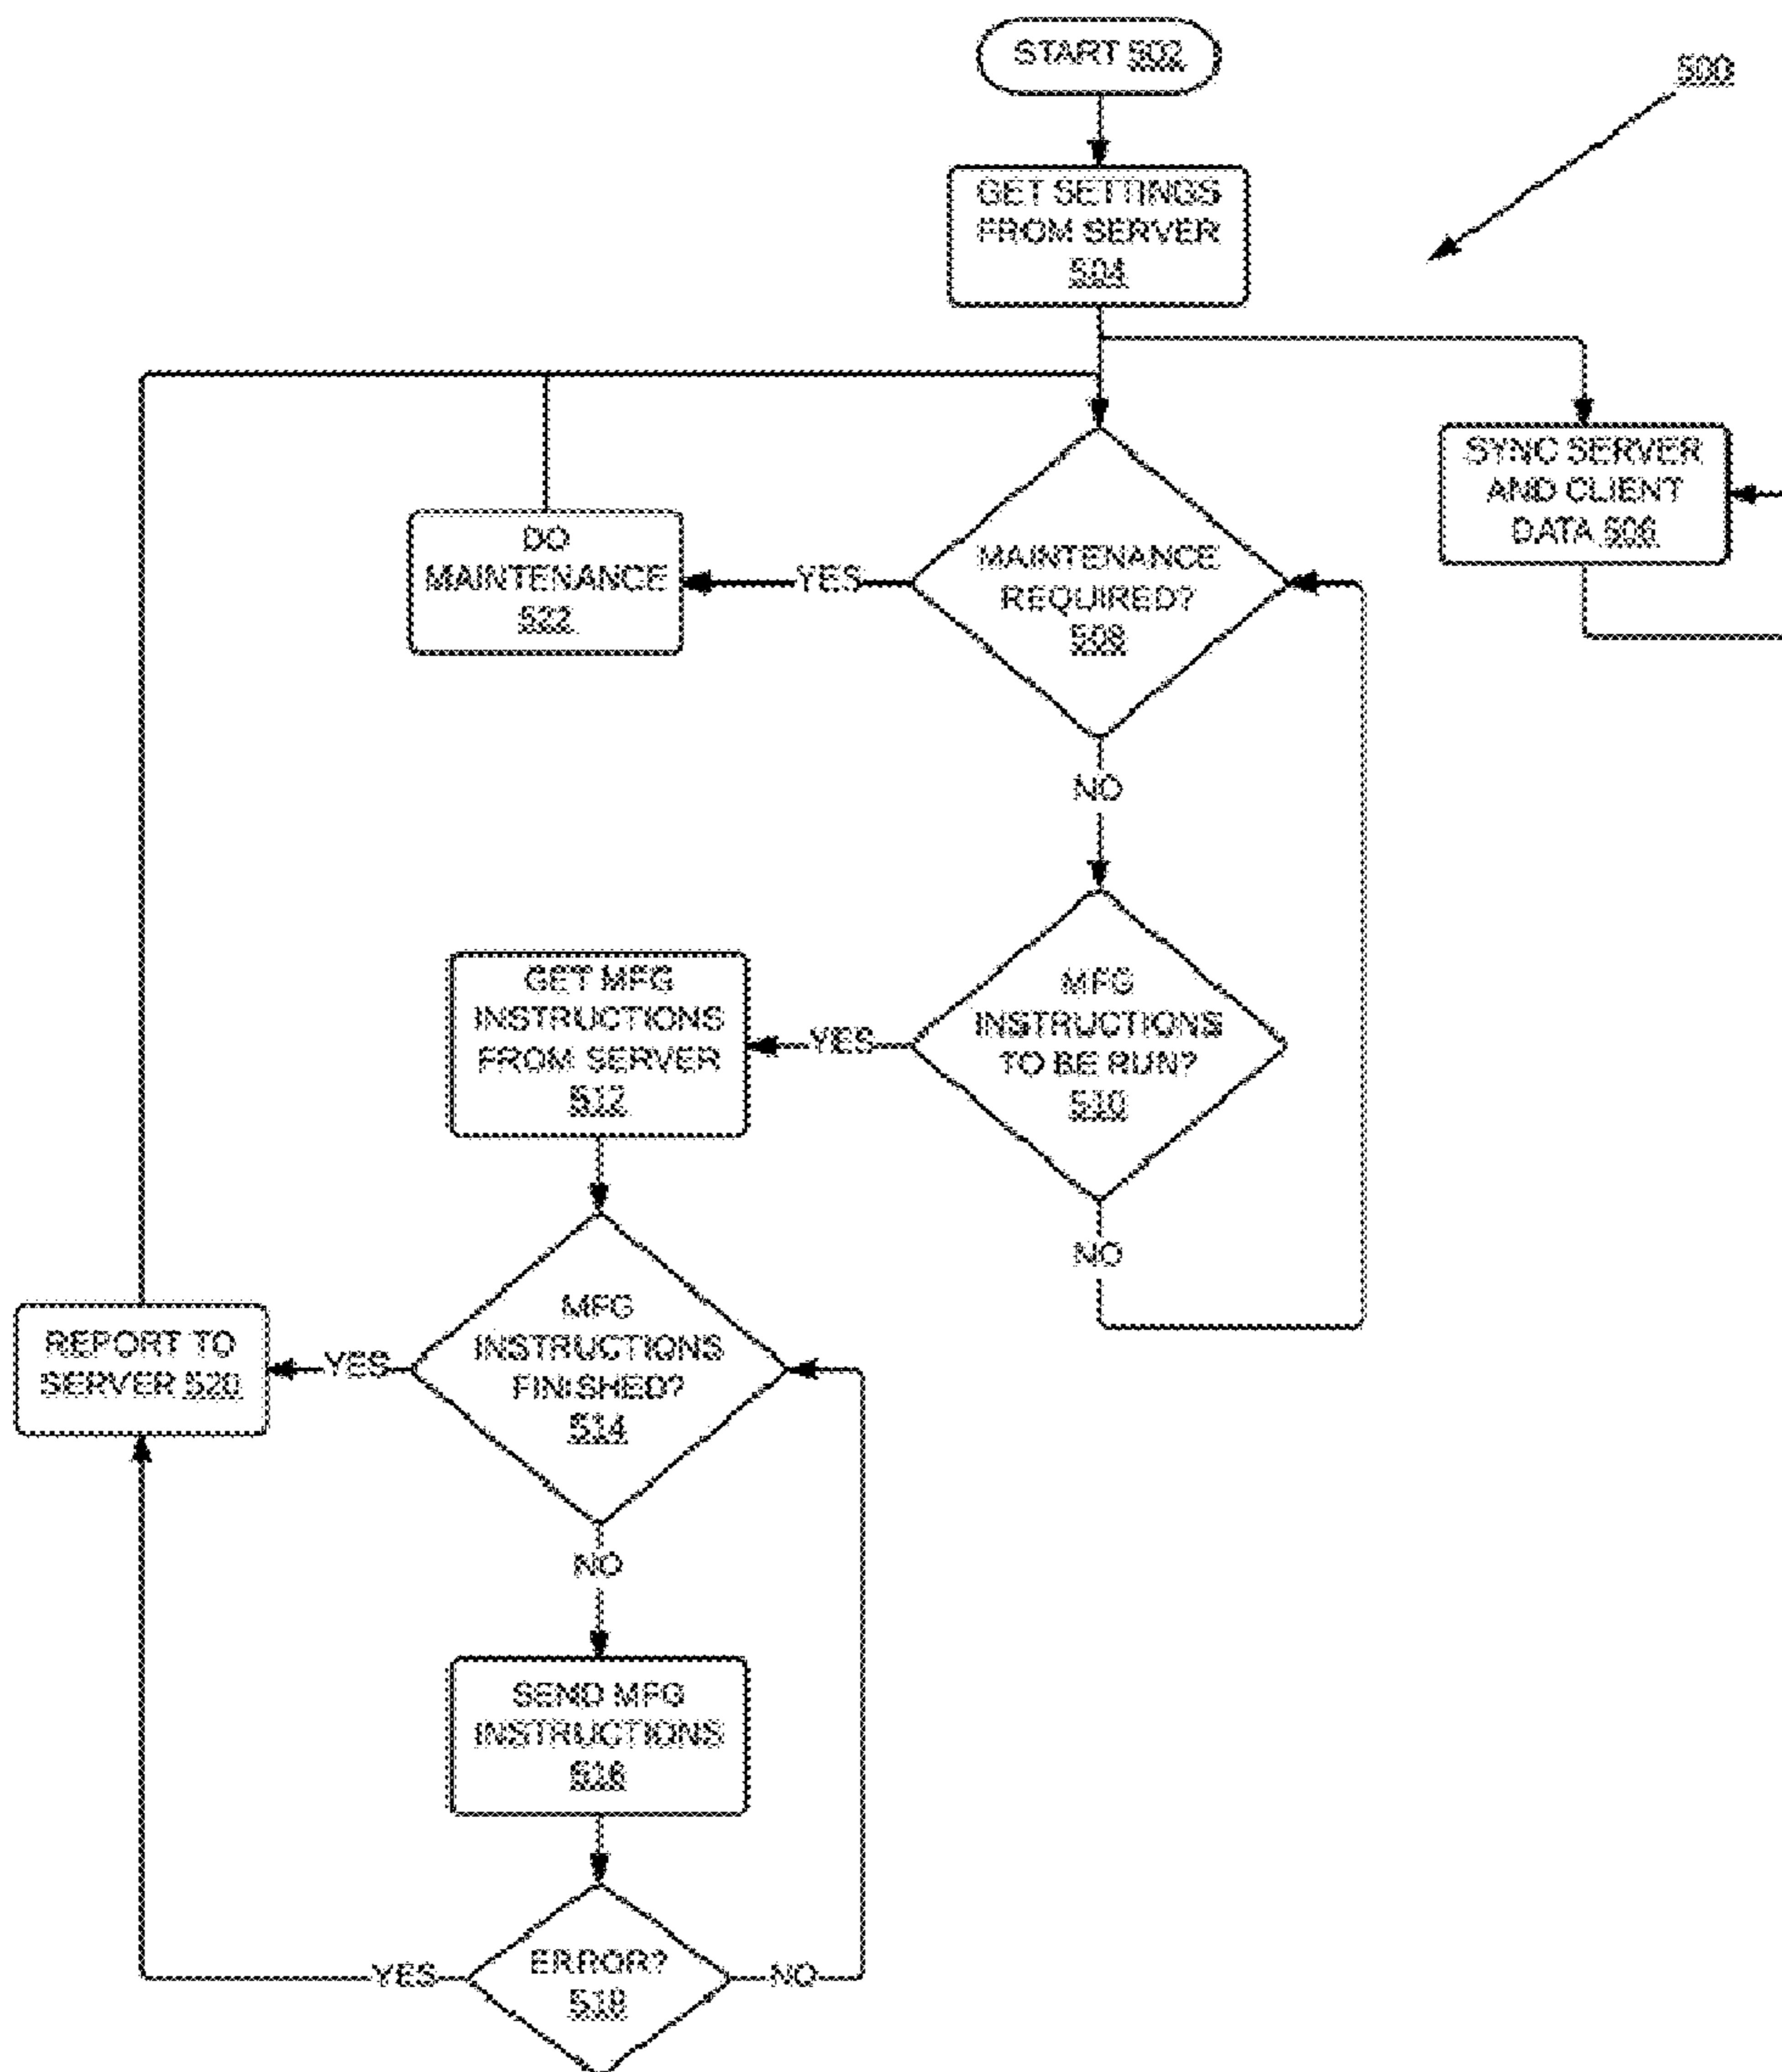 START 502
500
GET SETTINGS
FROM SERVER
504
SYNC SERVER
AND CLIENT
DATA 506
DO
MAINTENANCE
522
YES
MAINTENANCE
REQUIRED?
508
NO
GET MFG
INSTRUCTIONS
FROM SERVER
512
YES
MFG
INSTRUCTIONS
TO BE RUN?
510
NO
REPORT TO
SERVER 520
YES
MFG
INSTRUCTIONS
FINISHED?
514
NO
SEND MFG
INSTRUCTIONS
516
YES
ERROR?
518
NO